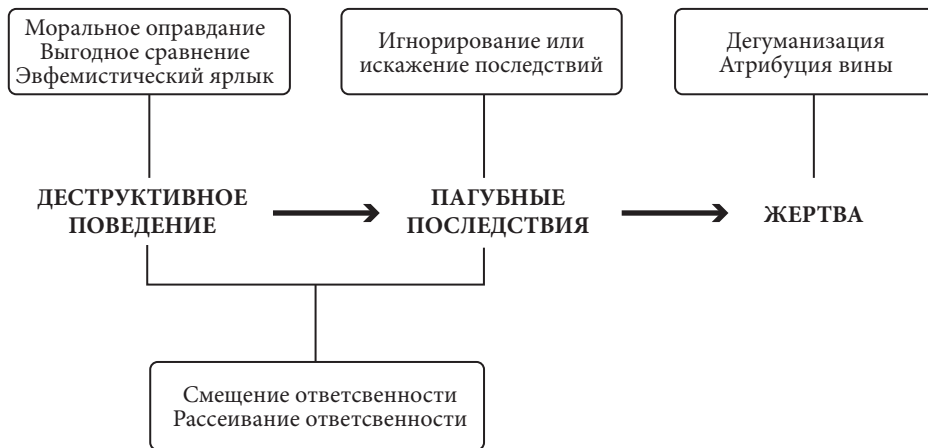 Моральное оправдание
Выгодное сравнение
Эвфемистический ярлык
Игнорирование или
искажение последствий
Дегуманизация
Атрибуция вины
ДЕСТРУКТИВНОЕ
ПОВЕДЕНИЕ
ПАГУБНЫЕ
ПОСЛЕДСТВИЯ
ЖЕРТВА
Смещение ответсвенности
Рассеивание ответсвенности